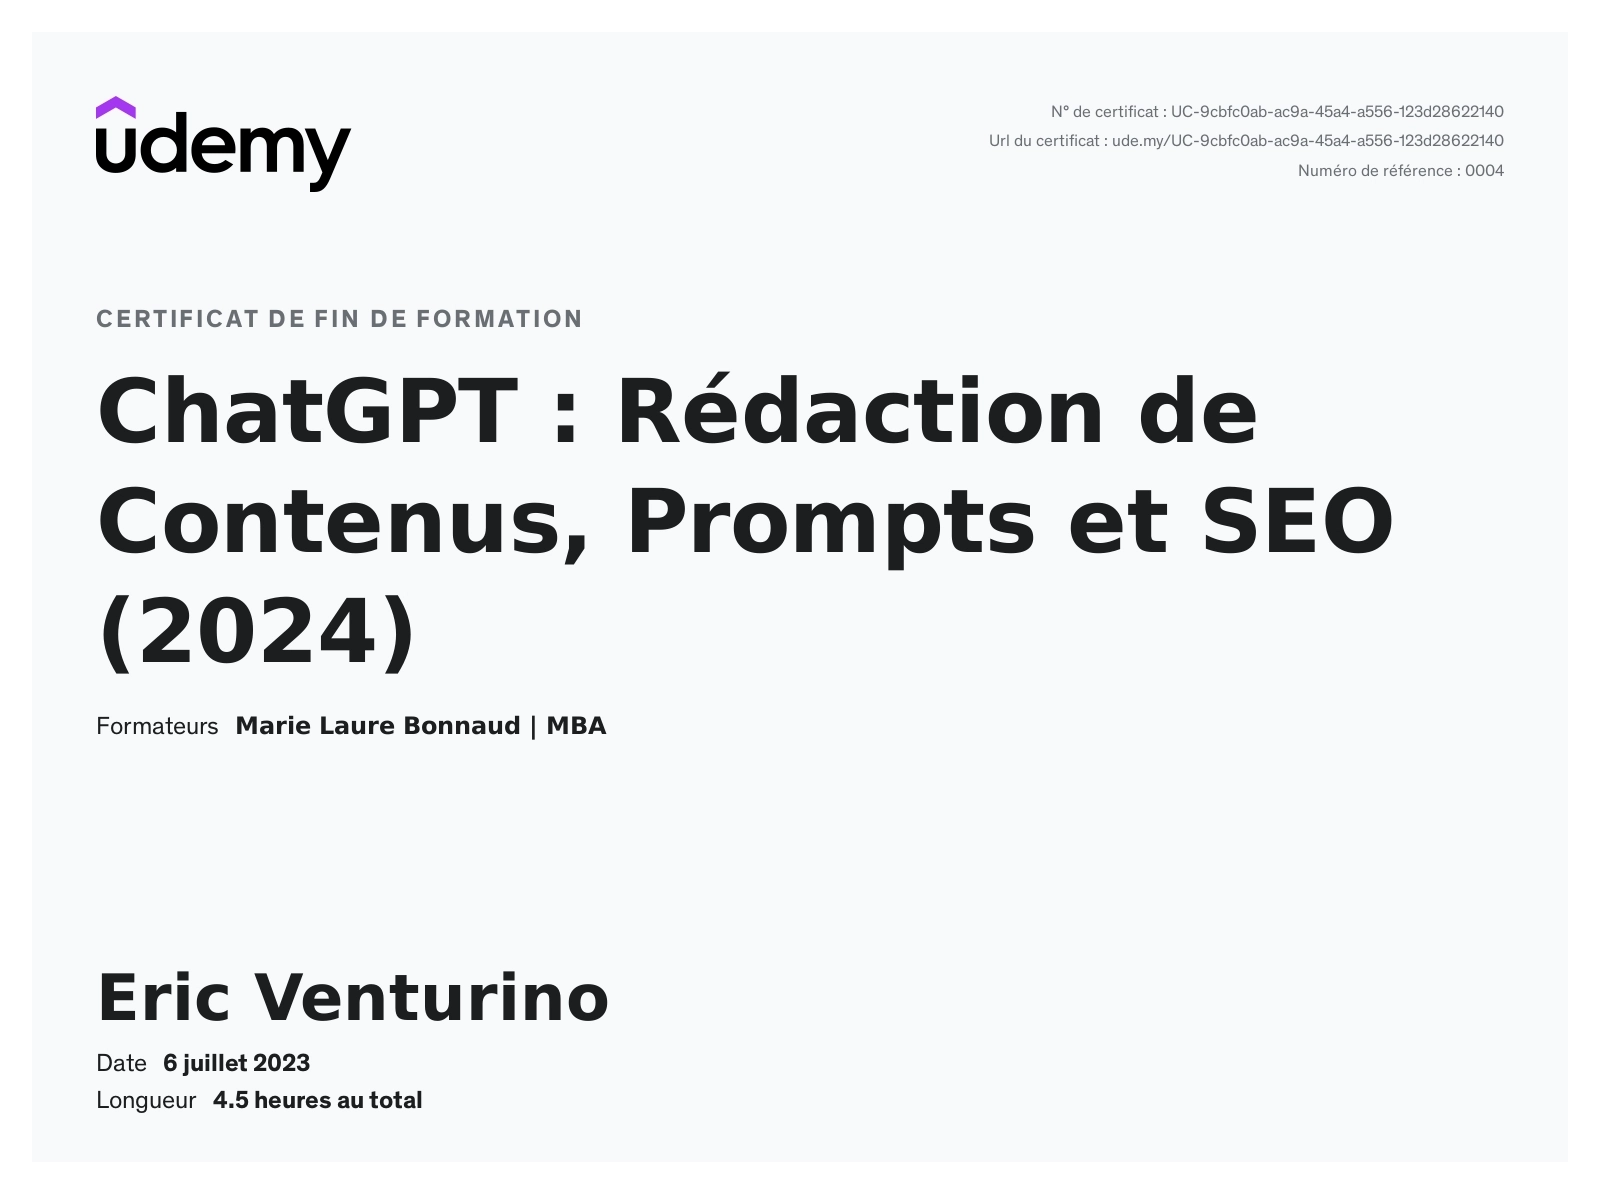 udemy
N° de certificat : UC-9cbfc0ab-ac9a-45a4-a556-123d28622140
Url du certificat : ude.my/UC-9cbfc0ab-ac9a-45a4-a556-123d28622140
Numéro de référence : 0004
CERTIFICAT DE FIN DE FORMATION
ChatGPT : Rédaction de
Contenus, Prompts et SEO
(2024)
Formateurs Marie Laure Bonnaud | MBA
Eric Venturino
Date 6 juillet 2023
Longueur 4.5 heures au total